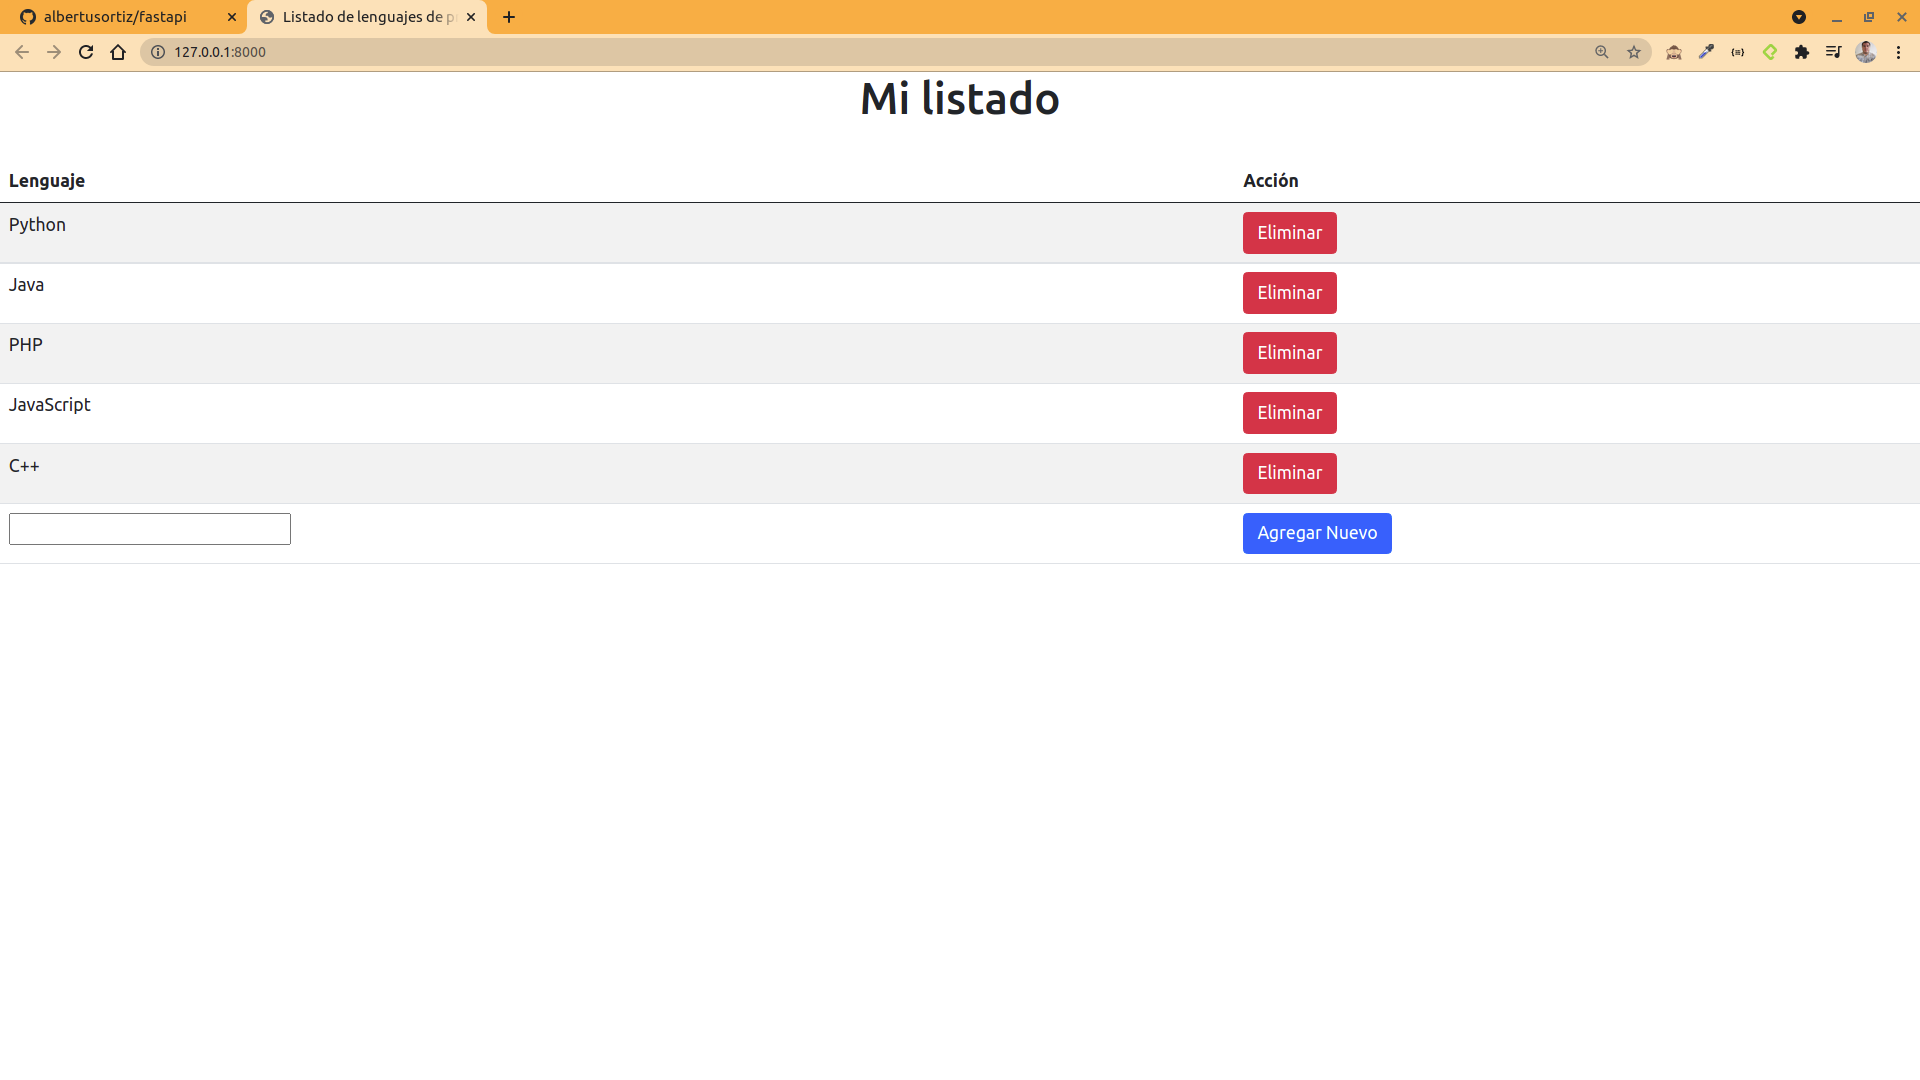 albertusortiz/fastapi
Listado de lenguajes de p
127.0.0.1:8000
Mi listado
Lenguaje Acción
Python Eliminar
Java Eliminar
PHP Eliminar
JavaScript Eliminar
C++ Eliminar
Agregar Nuevo